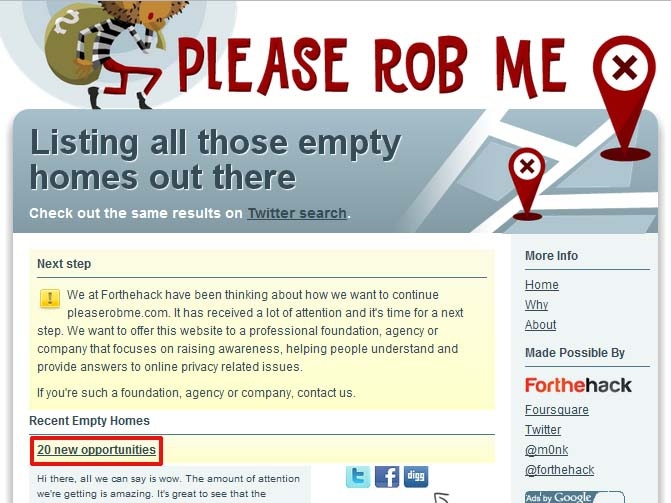 PLEASE ROB ME
Listing all those empty
homes out there
Check out the same results on Twitter search.
Next step
We at Forthehack have been thinking about how we want to continue
pleaserobme.com. It has received a lot of attention and it's time for a next
step. We want to offer this website to a professional foundation, agency or
company that focuses on raising awareness, helping people understand and
provide answers to online privacy related issues.
If you're such a foundation, agency or company, contact us.
Recent Empty Homes
20 new opportunities
Hi there, all we can say is wow. The amount of attention
we're getting is amazing. It's great to see that the
digg
More Info
Home
Why
About
Made Possible By
Forthehack
Foursquare
Twitter
@m0nk
@forthehack
Ads by Google